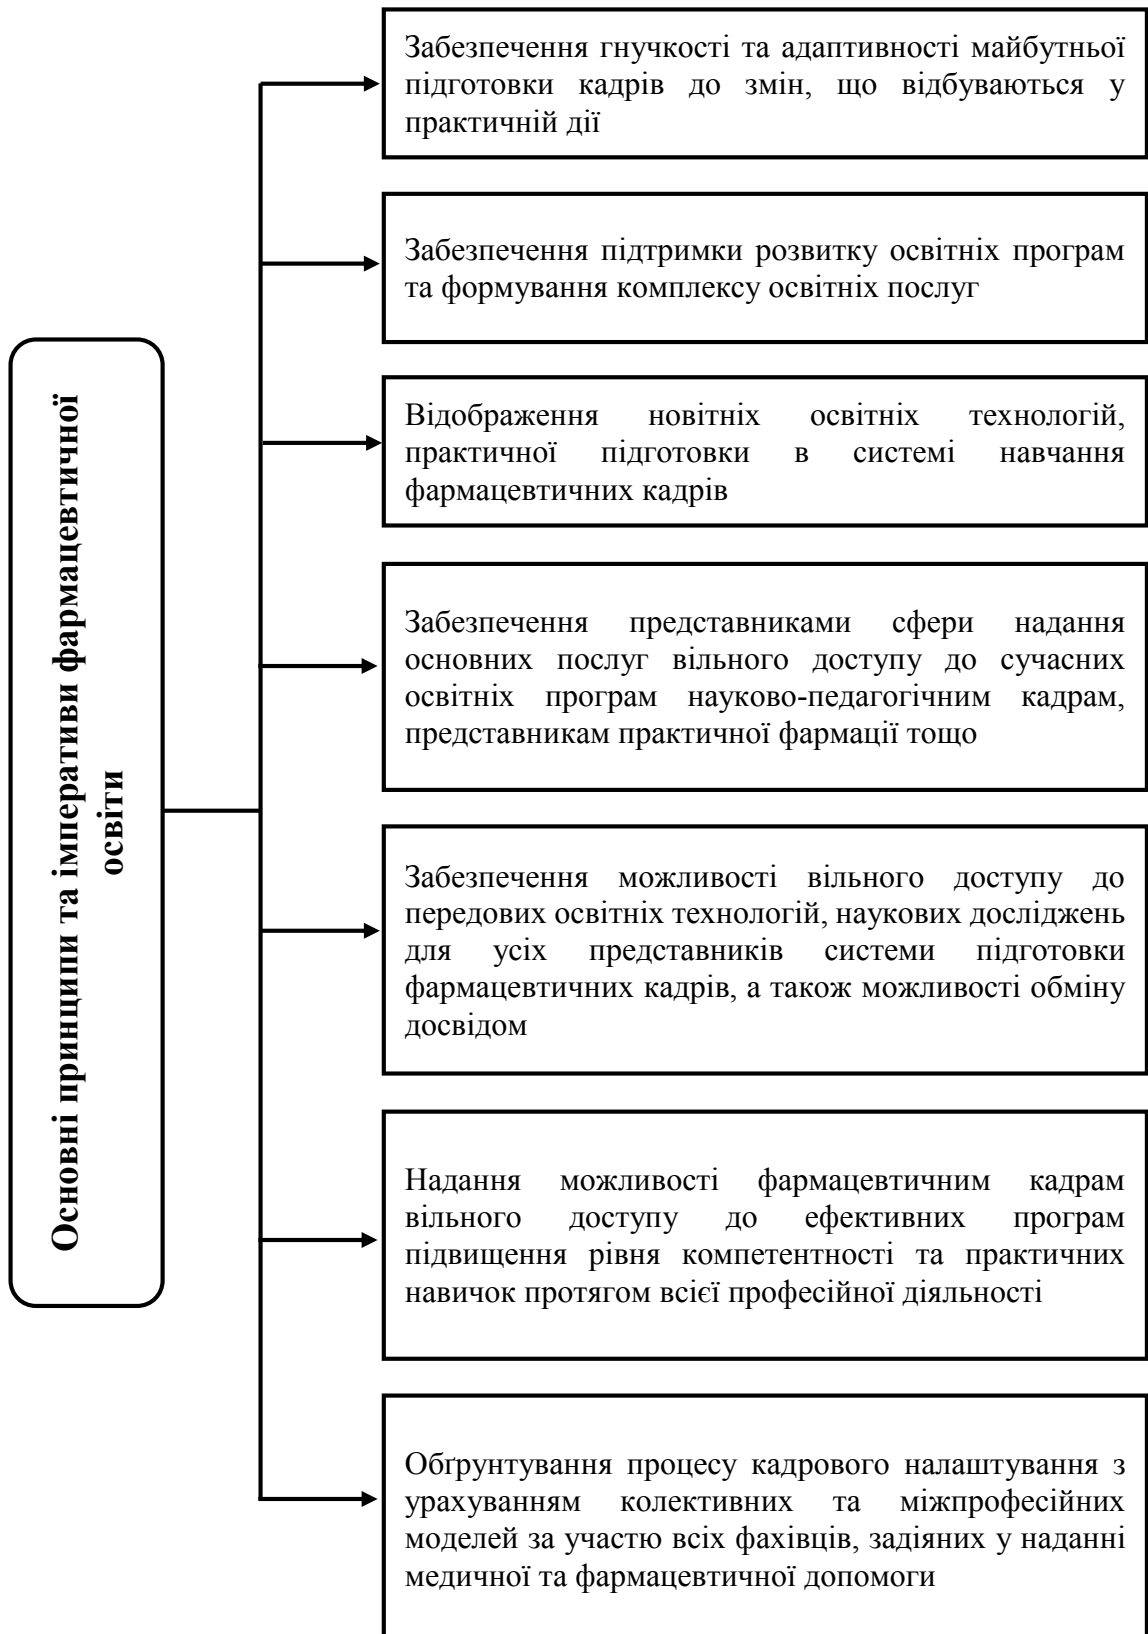 Основні принципи та імперативи фармацевтичної
освіти
Забезпечення гнучкості та адаптивності майбутньої
підготовки кадрів до змін, що відбуваються у
практичній дії
Забезпечення підтримки розвитку освітніх програм
та формування комплексу освітніх послуг
Відображення новітніх освітніх технологій,
практичної підготовки в системі навчання
фармацевтичних кадрів
Забезпечення представниками сфери надання
основних послуг вільного доступу до сучасних
освітніх програм науково-педагогічним кадрам,
представникам практичної фармації тощо
Забезпечення можливості вільного доступу до
передових освітніх технологій, наукових досліджень
для усіх представників системи підготовки
фармацевтичних кадрів, а також можливості обміну
досвідом
Надання можливості фармацевтичним кадрам
вільного доступу до ефективних програм
підвищення рівня компетентності та практичних
навичок протягом всієї професійної діяльності
Обґрунтування процесу кадрового налаштування з
урахуванням колективних та міжпрофесійних
моделей за участю всіх фахівців, задіяних у наданні
медичної та фармацевтичної допомоги